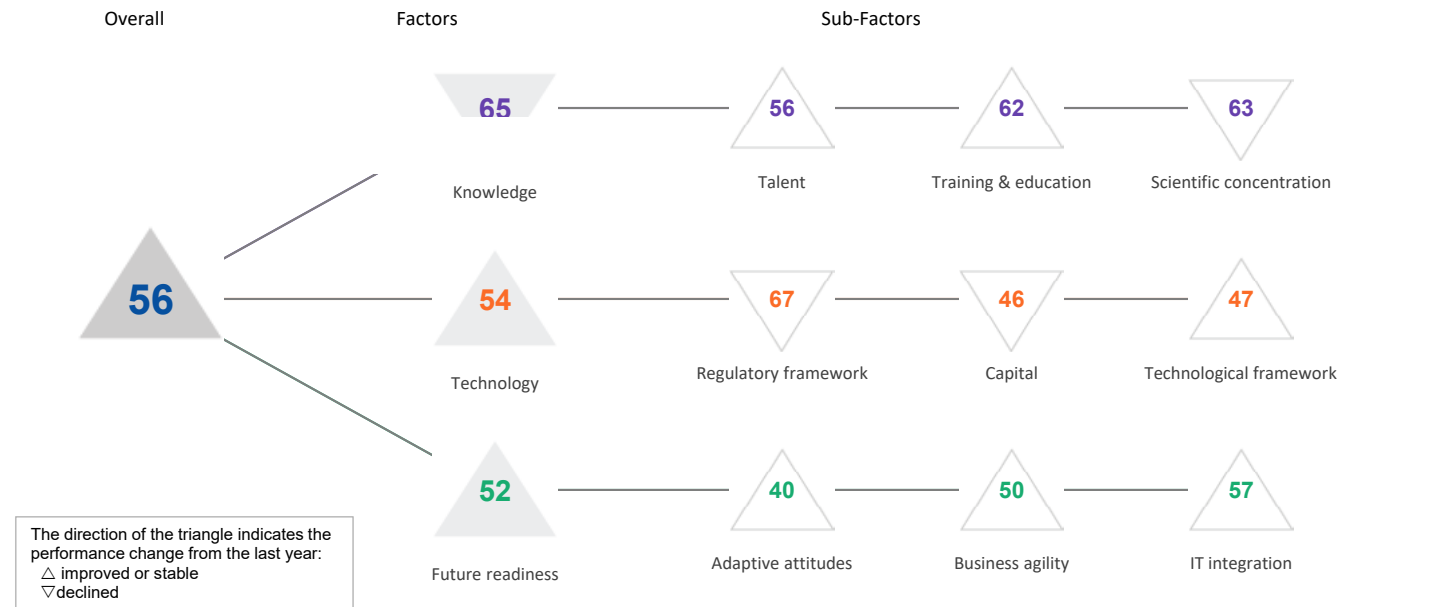 Overall Factors Sub-Factors
65 56 62 63
Knowledge Talent Training & education Scientific concentration
56 54 67 46 47
Technology Regulatory framework Capital Technological framework
52 40 50 57
Future readiness Adaptive attitudes Business agility IT integration
The direction of the triangle indicates the
performance change from the last year:
△ improved or stable
▽declined